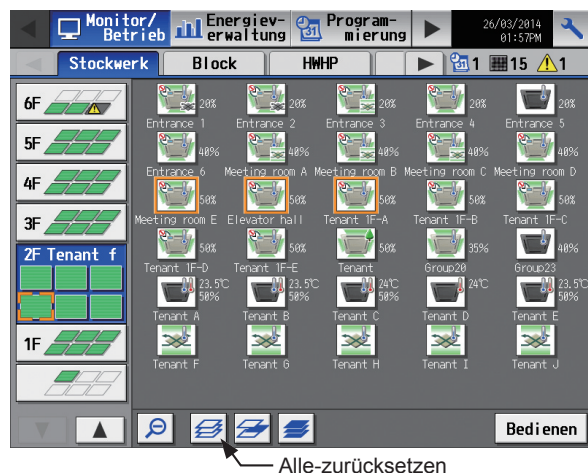 Monitor/
Betrieb
Energiev-
erwaltung
Program-
mierung
26/03/2014
01:57PM
Stockwerk
Block
HWHP
31 1
15
1
6F
5F
4F
3F
2F Tenant f
1F
20% 20% 20% 20% 20%
Entrance 1 Entrance 2 Entrance 3 Entrance 4 Entrance 5
40% 40% 40% 40% 40%
Entrance 6 Meeting room A Meeting room B Meeting room C Meeting room D
50% 50% 50% 50% 50%
Meeting room E Elevator hall Tenant 1F-A Tenant 1F-B Tenant 1F-C
50% 50% 50% 35% 40%
Tenant 1F-D Tenant 1F-E Tenant Group20 Group23
23.5℃ 23.5℃ 24℃ 24℃ 23.5℃
50% 50% 50% 50%
Tenant A Tenant B Tenant C Tenant D Tenant E
Tenant F Tenant G Tenant H Tenant I Tenant J
Bedienen
Alle-zurücksetzen